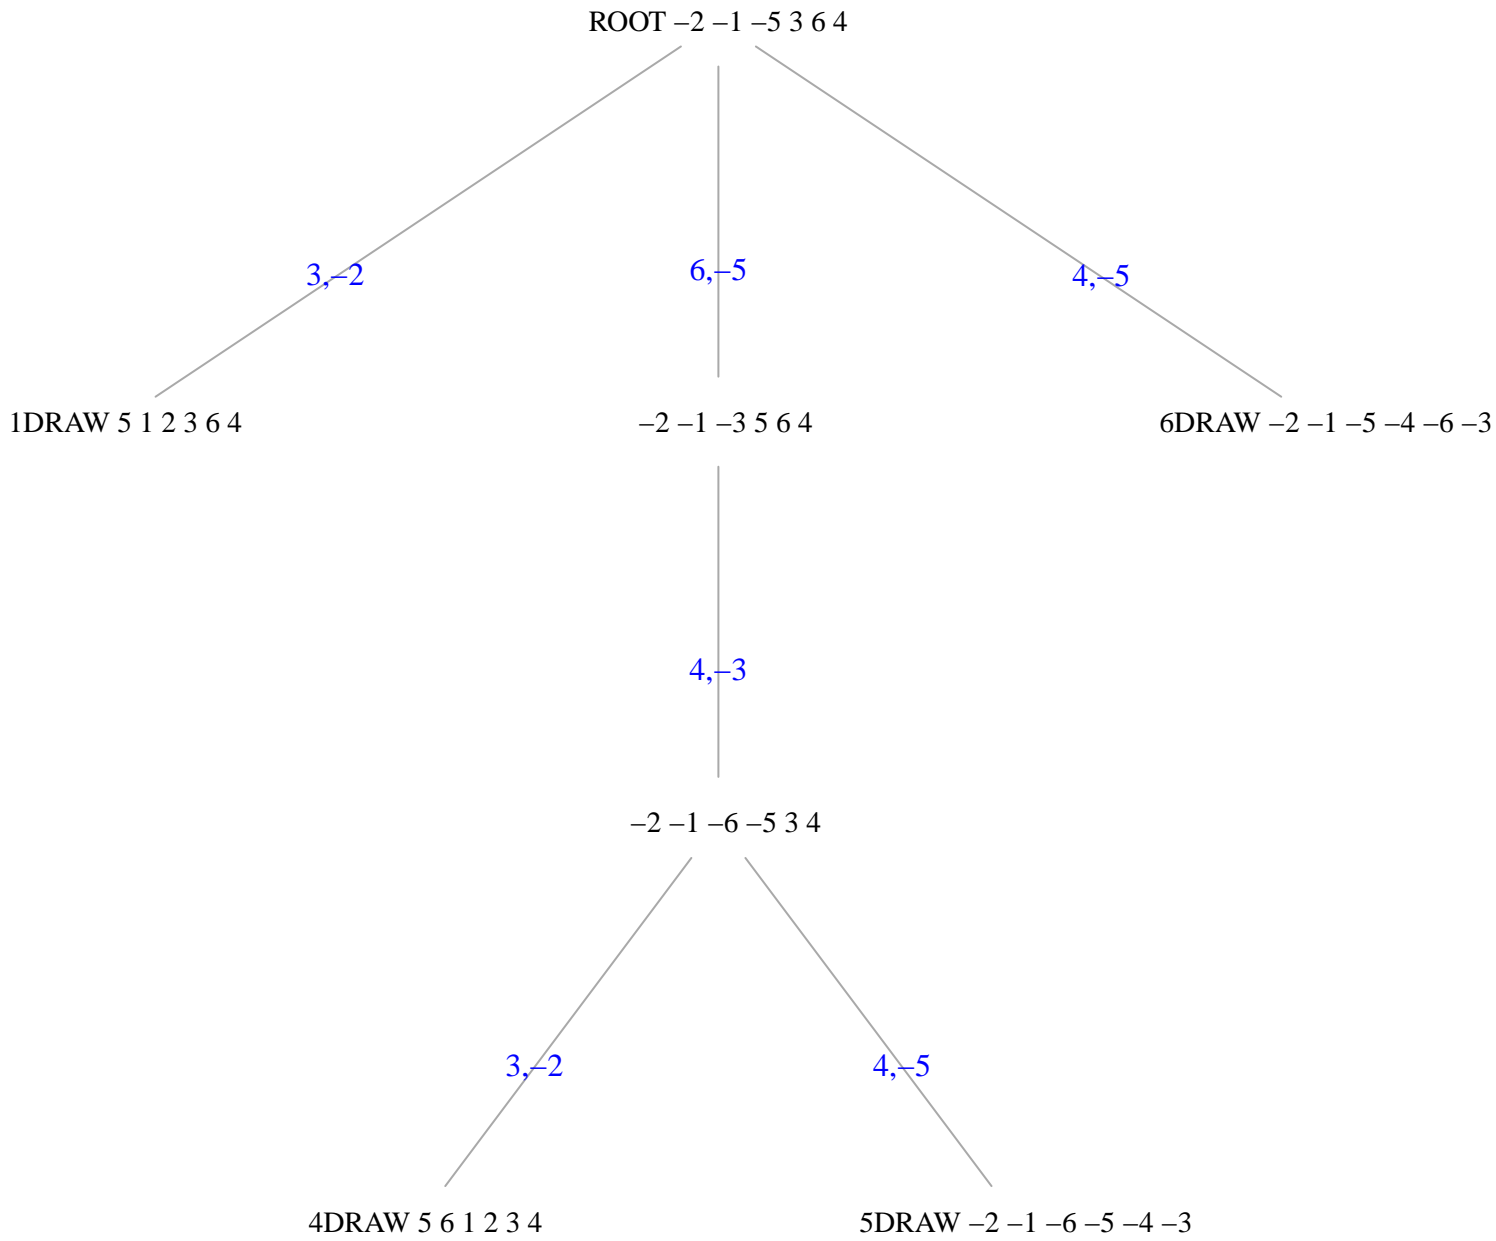 ROOT –2 –1 –5 3 6 4
3,–2
6,–5
4,–5
1DRAW 5 1 2 3 6 4
–2 –1 –3 5 6 4
6DRAW –2 –1 –5 –4 –6 –3
4,–3
–2 –1 –6 –5 3 4
3,–2
4,–5
4DRAW 5 6 1 2 3 4
5DRAW –2 –1 –6 –5 –4 –3